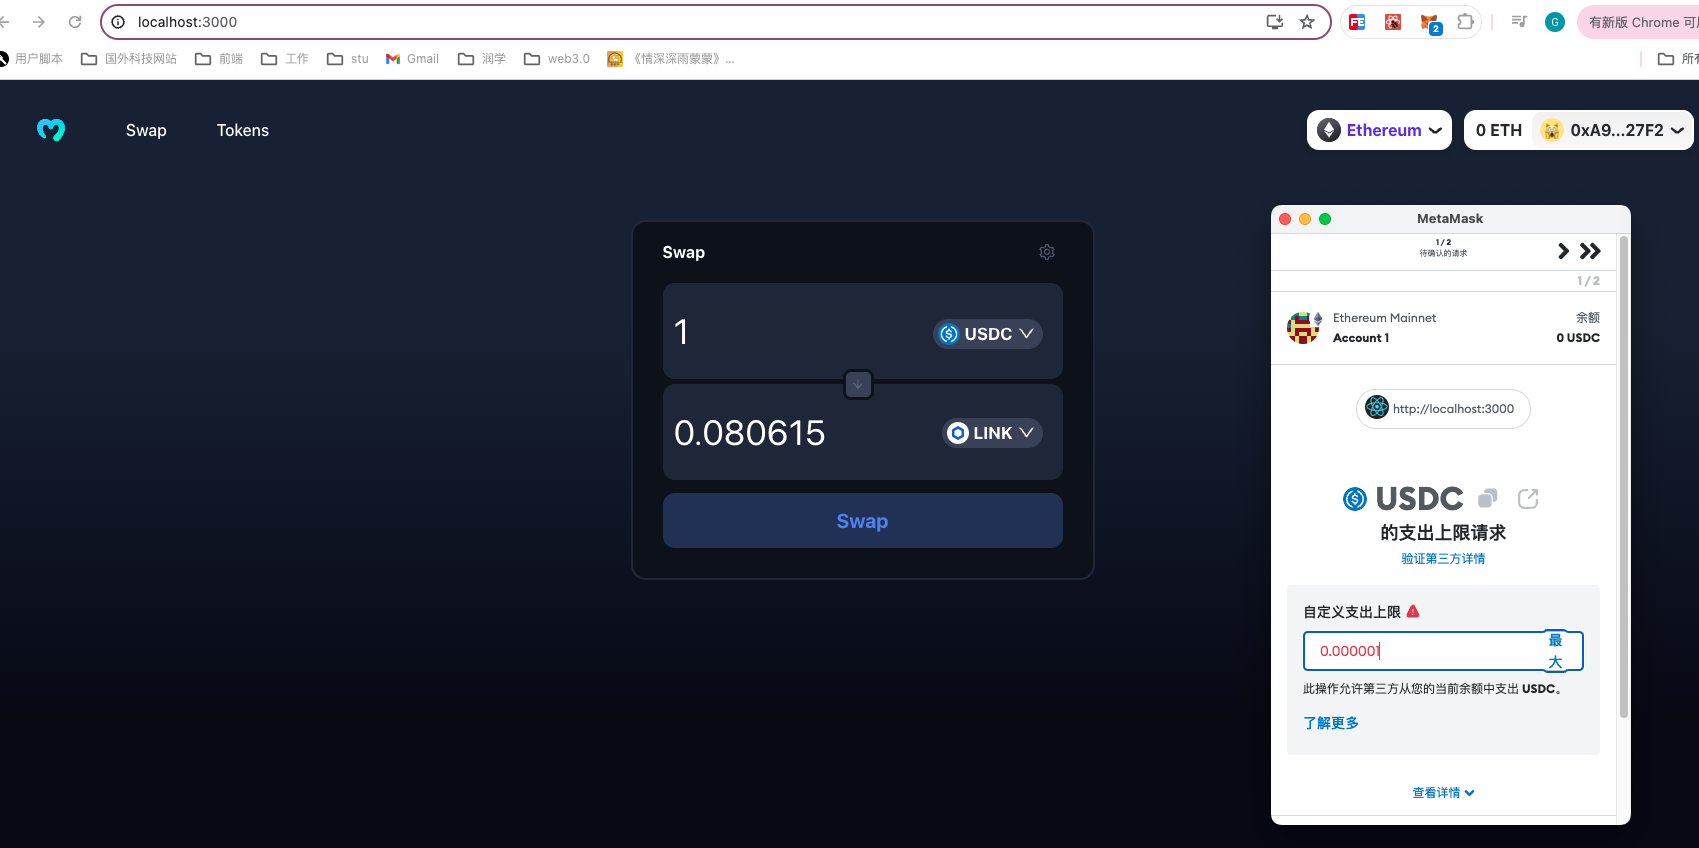 localhost:3000
2
G
有新版 Chrome 可
用户脚本
国外科技网站
前端
工作
stu
Gmail
润学
web3.0
《情深深雨蒙蒙》...
所
Swap
Tokens
Ethereum
0 ETH
0xA9...27F2
Swap
1
USDC
0.080615
LINK
Swap
MetaMask
1 / 2
待确认的请求
1 / 2
Ethereum Mainnet
余额
Account 1
0 USDC
http://localhost:3000
USDC
的支出上限请求
验证第三方详情
自定义支出上限
0.000001
最
大
此操作允许第三方从您的当前余额中支出 USDC。
了解更多
查看详情